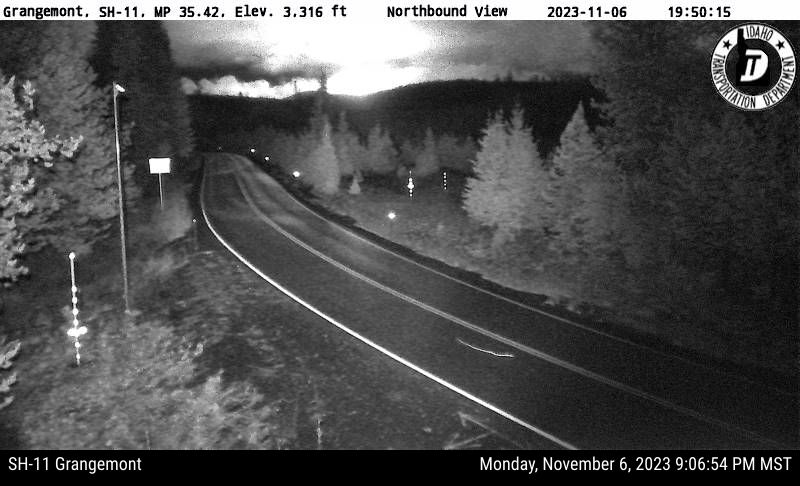 Grangemont, SH-11, MP 35.42, Elev. 3,316 ft Northbound View 2023-11-06 19:50:15
IDAHO
TRANSPORTATION DEPARTMENT
SH-11 Grangemont Monday, November 6, 2023 9:06:54 PM MST